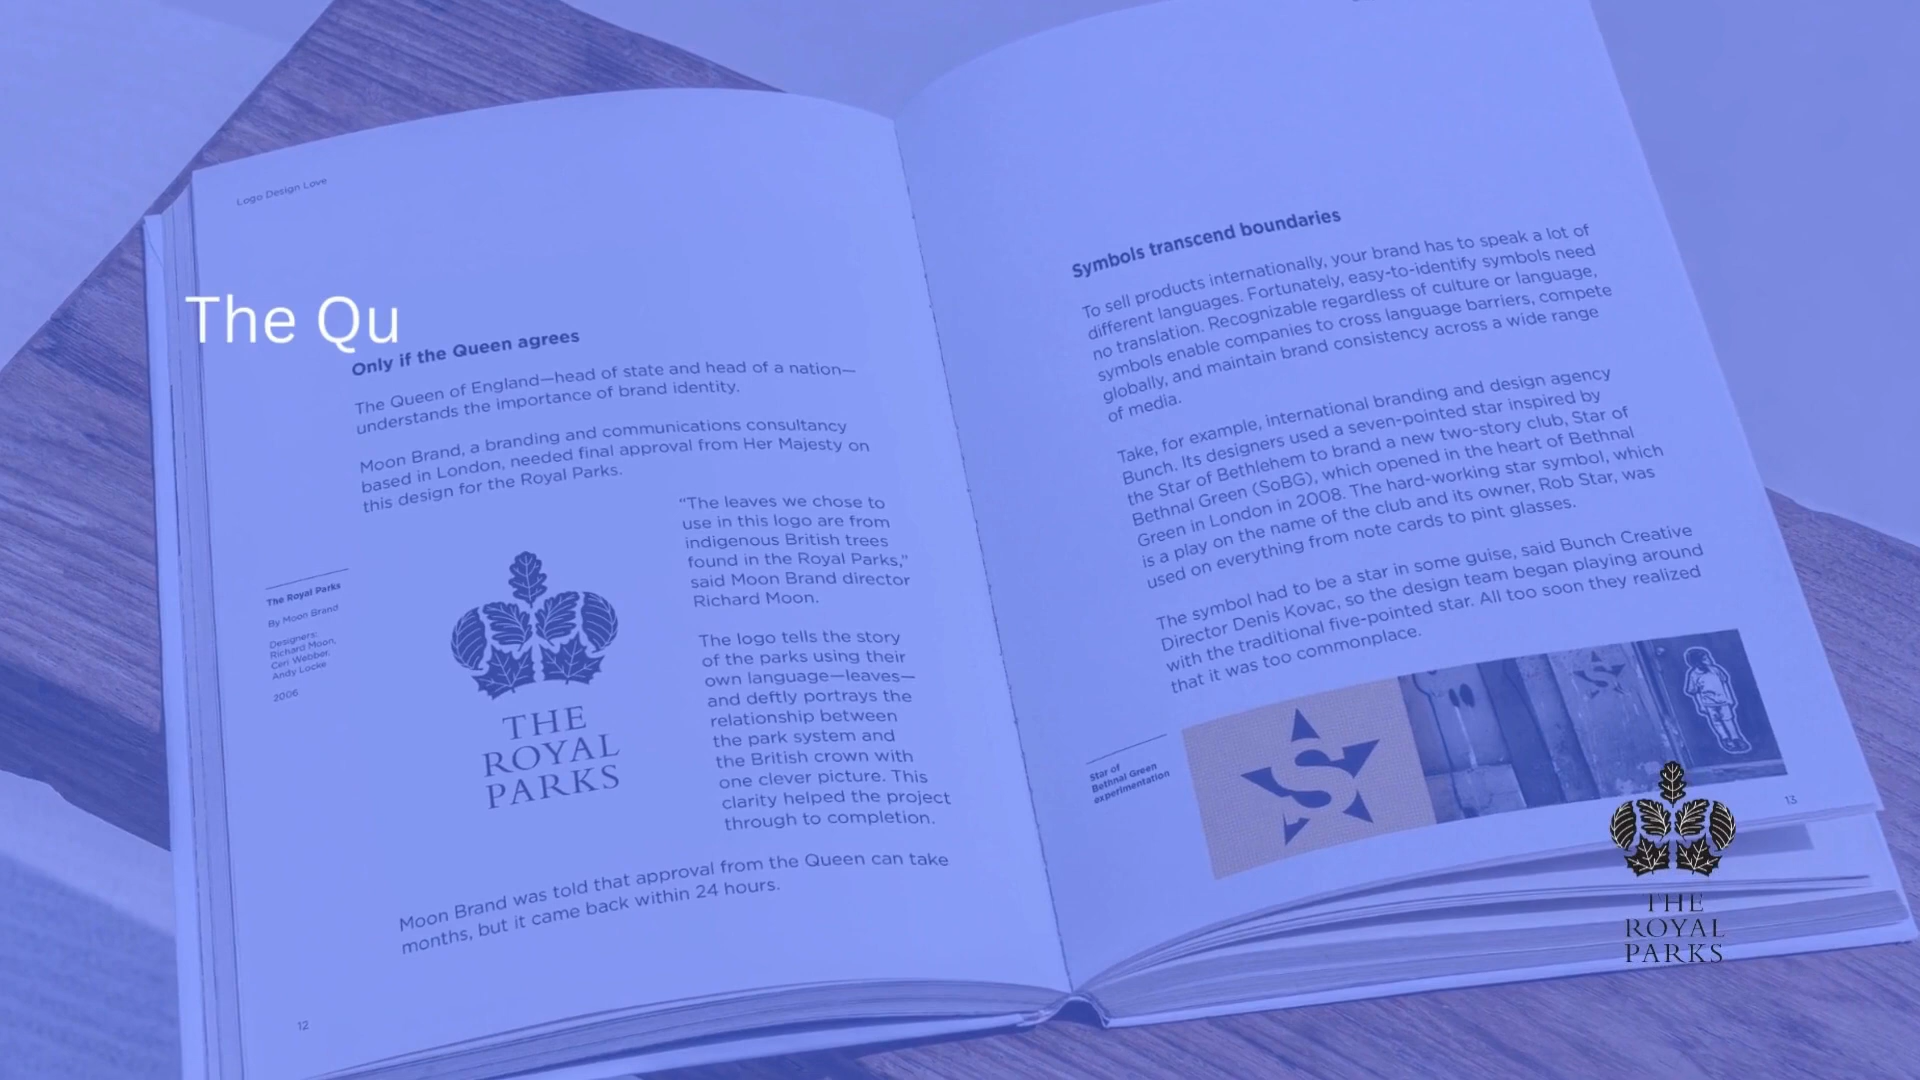 Logo Design Love
The Qu
Only if the Queen agrees
The Queen of England—head of state and head of a nation—
understands the importance of brand identity.
Moon Brand, a branding and communications consultancy
based in London, needed final approval from Her Majesty on
this design for the Royal Parks.
“The leaves we chose to
use in this logo are from
indigenous British trees
found in the Royal Parks,”
said Moon Brand director
Richard Moon.
The Royal Parks
By Moon Brand
Designers:
Richard Moon,
Ceri Webber,
Andy Locke
2006
THE
ROYAL
PARKS
The logo tells the story
of the parks using their
own language—leaves—
and deftly portrays the
relationship between
the park system and
the British crown with
one clever picture. This
clarity helped the project
through to completion.
Moon Brand was told that approval from the Queen can take
months, but it came back within 24 hours.
12
Symbols transcend boundaries
To sell products internationally, your brand has to speak a lot of
different languages. Fortunately, easy-to-identify symbols need
no translation. Recognizable regardless of culture or language,
symbols enable companies to cross language barriers, compete
globally, and maintain brand consistency across a wide range
of media.
Take, for example, international branding and design agency
Bunch. Its designers used a seven-pointed star inspired by
the Star of Bethlehem to brand a new two-story club, Star of
Bethnal Green (SoBG), which opened in the heart of Bethnal
Green in London in 2008. The hard-working star symbol, which
is a play on the name of the club and its owner, Rob Star, was
used on everything from note cards to pint glasses.
The symbol had to be a star in some guise, said Bunch Creative
Director Denis Kovac, so the design team began playing around
with the traditional five-pointed star. All too soon they realized
that it was too commonplace.
Star of
Bethnal Green
experimentation
S
13
THE
ROYAL
PARKS